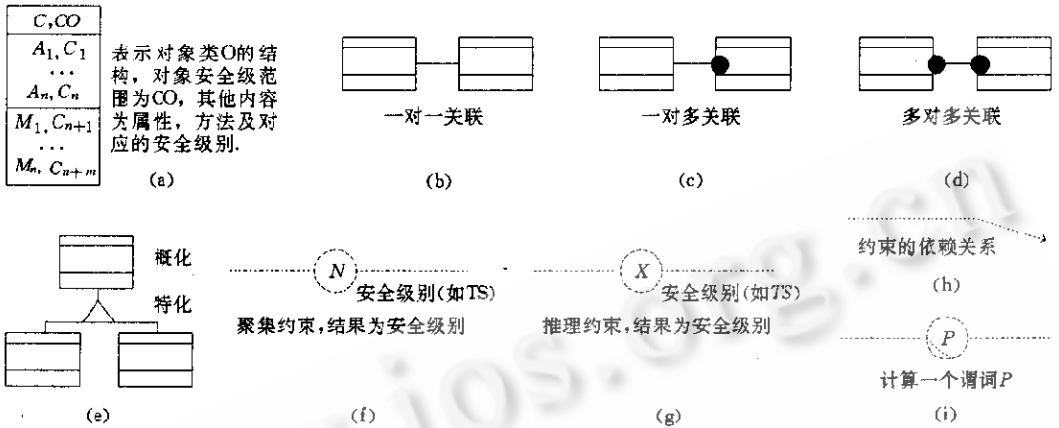 C,CO
A₁, C₁
...
Aₙ, Cₙ
M₁, Cₙ₊₁
...
Mₙ, Cₙ₊ₘ
表示对象类O的结
构，对象安全级范
围为CO，其他内容
为属性，方法及对
应的安全级别.
(a)
一对一关联
(b)
一对多关联
(c)
多对多关联
(d)
概化
特化
(e)
N
安全级别(如TS)
聚集约束，结果为安全级别
(f)
X
安全级别(如TS)
推理约束，结果为安全级别
(g)
约束的依赖关系
(h)
P
计算一个谓词P
(i)
ios.org.cn